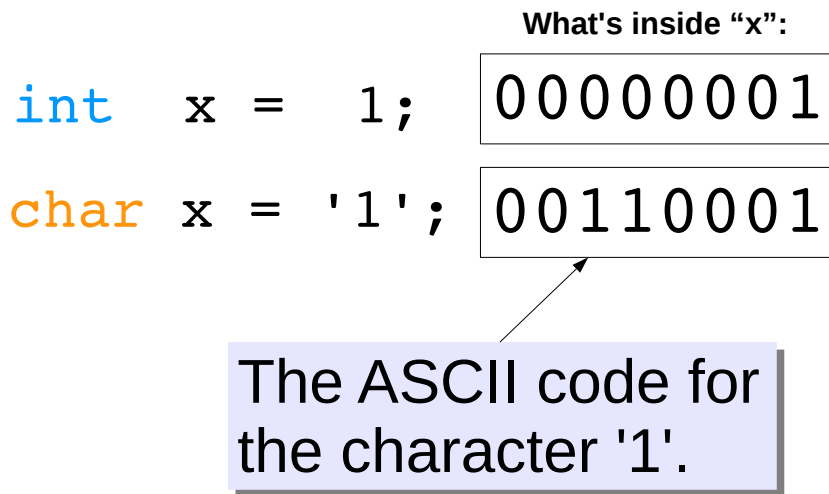 What's inside “x”:
int x = 1; 00000001
char x = '1'; 00110001
The ASCII code for
the character '1'.